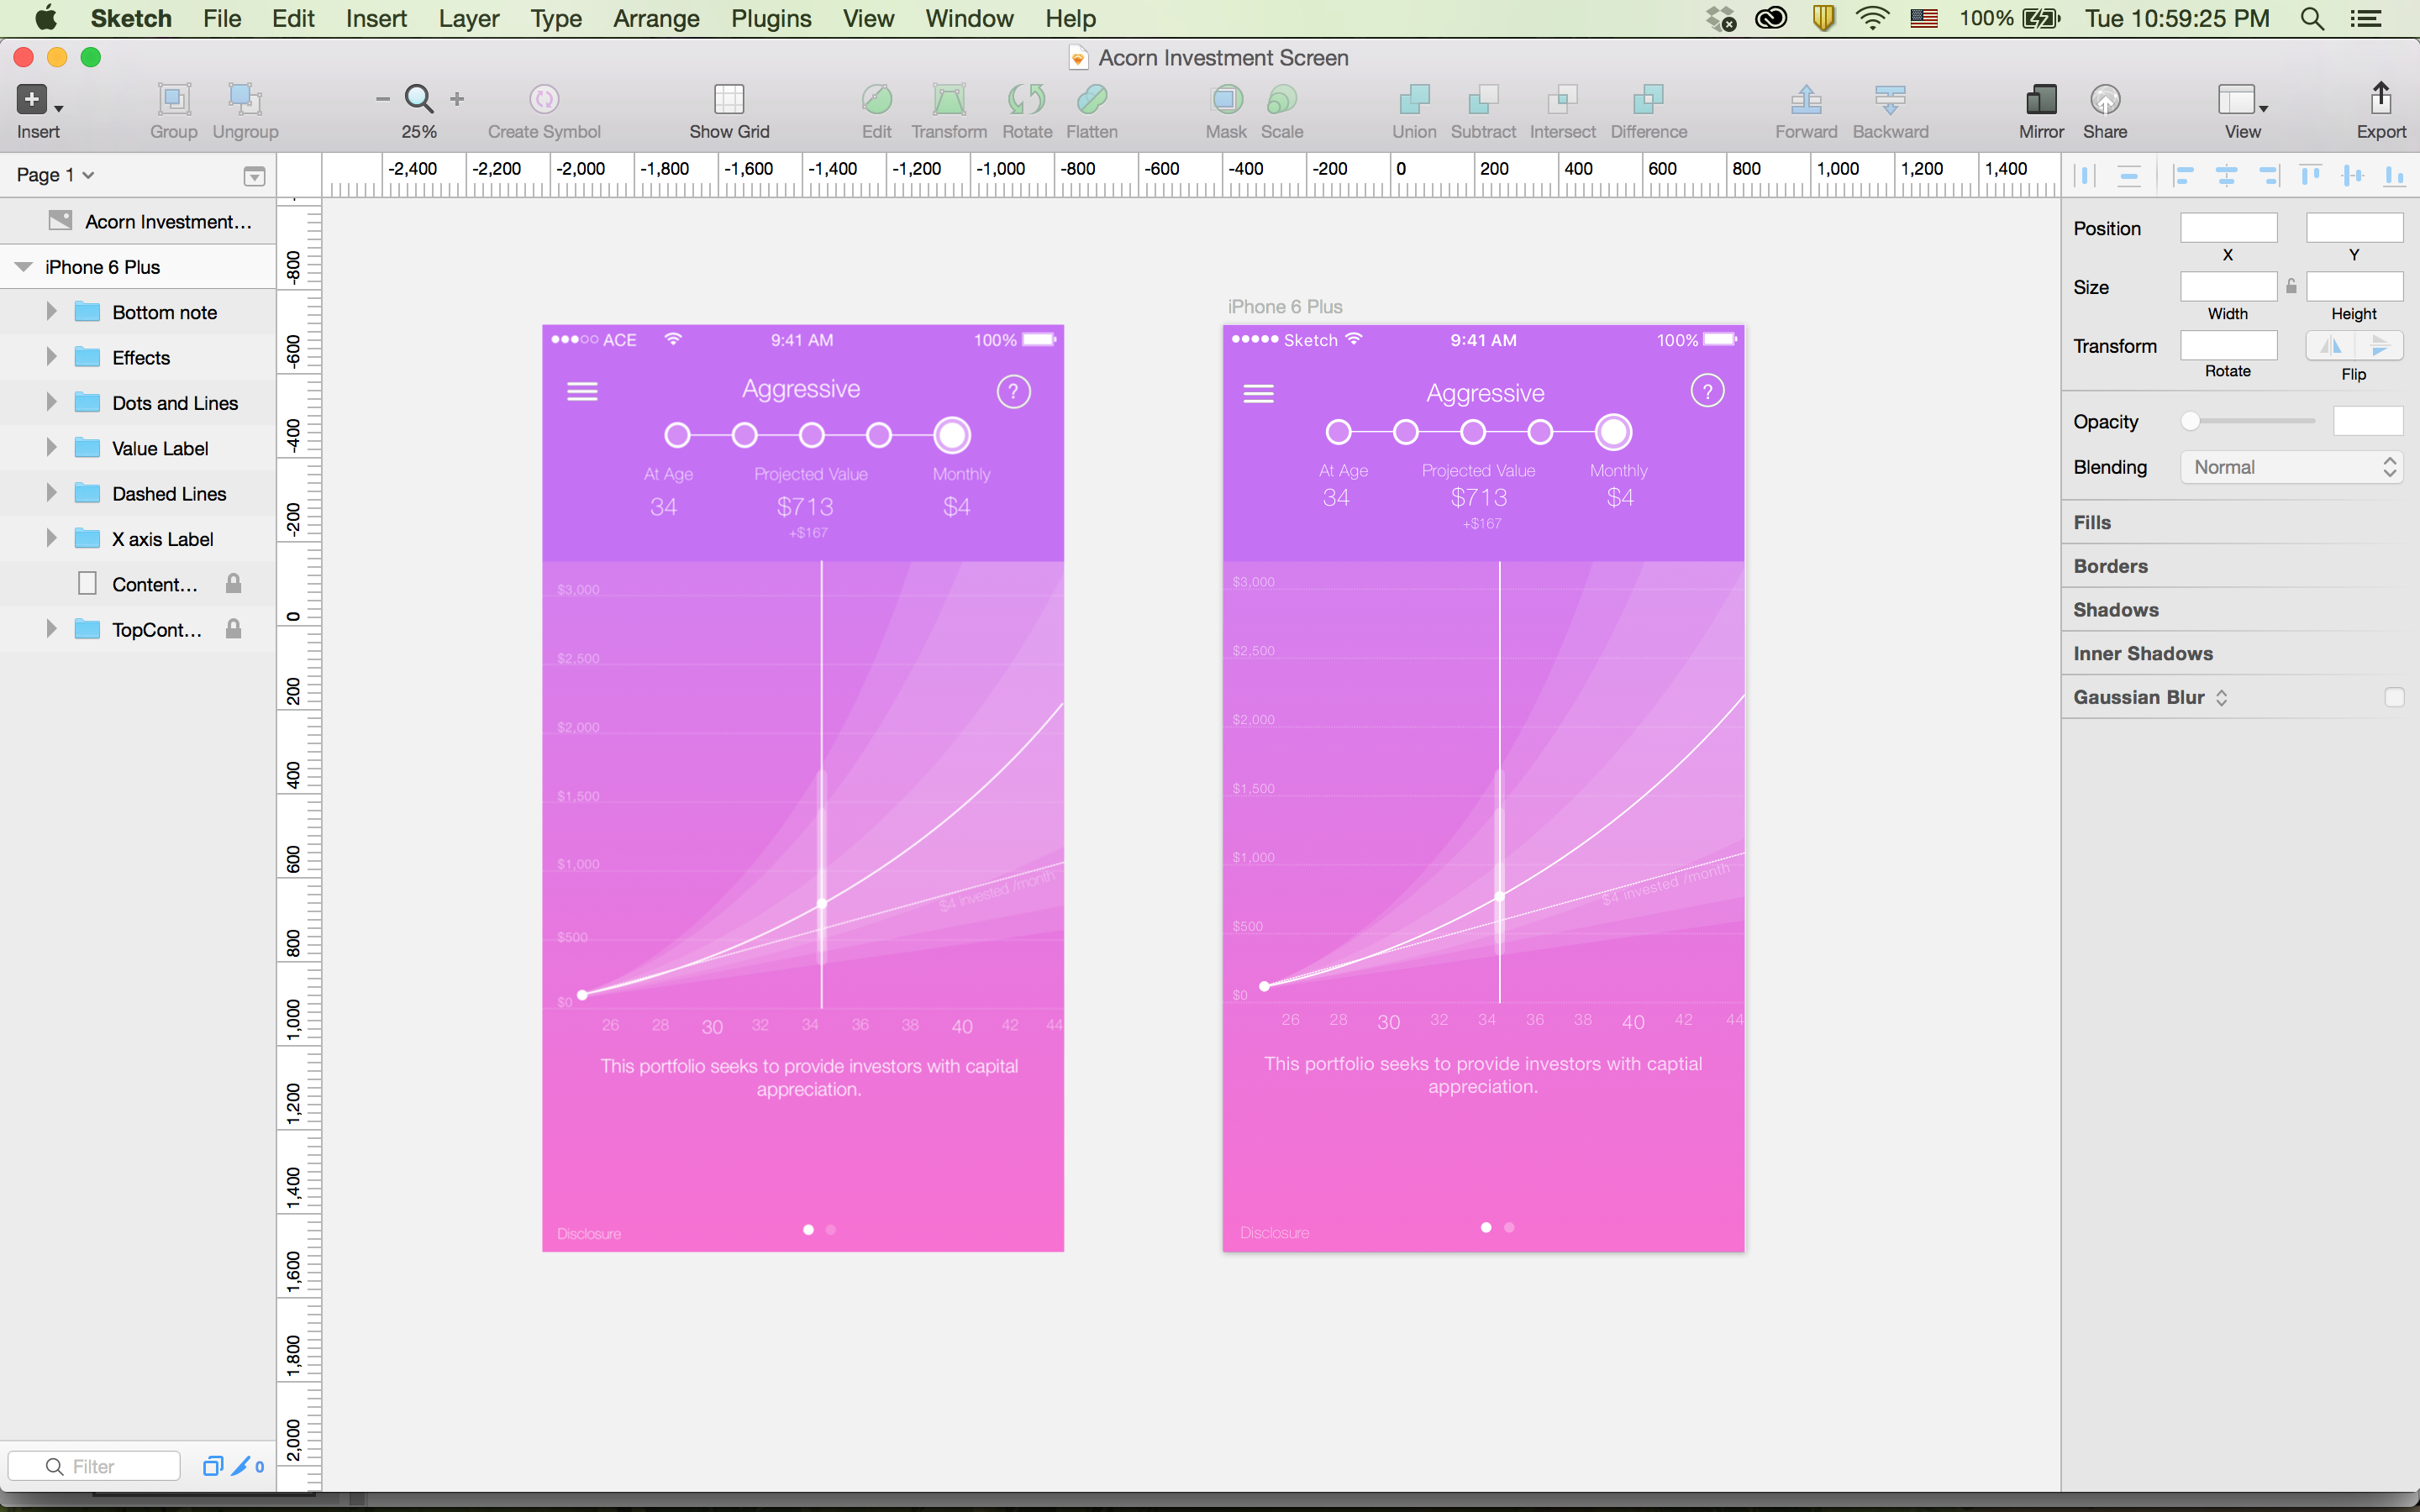 Sketch File Edit Insert Layer Type Arrange Plugins View Window Help 100% Tue 10:59:25 PM
Acorn Investment Screen
Insert Group Ungroup 25% Create Symbol Show Grid Edit Transform Rotate Flatten Mask Scale Union Subtract Intersect Difference Forward Backward Mirror Share View Export
Page 1
-2,400 -2,200 -2,000 -1,800 -1,600 -1,400 -1,200 -1,000 -800 -600 -400 -200 0 200 400 600 800 1,000 1,200 1,400
Acorn Investment...
iPhone 6 Plus
Bottom note
Effects
Dots and Lines
Value Label
Dashed Lines
X axis Label
Content...
TopCont...
Filter
0
-800
-600
-400
-200
0
200
400
600
800
1,000
1,200
1,400
1,600
1,800
2,000
●●●○○ ACE 9:41 AM 100%
Aggressive ?
At Age Projected Value Monthly
34 $713 $4
+$167
$3,000
$2,500
$2,000
$1,500
$1,000
$4 invested /month
$500
$0
26 28 30 32 34 36 38 40 42 44
This portfolio seeks to provide investors with capital
appreciation.
Disclosure
iPhone 6 Plus
●●●●● Sketch 9:41 AM 100%
Aggressive ?
At Age Projected Value Monthly
34 $713 $4
+$167
$3,000
$2,500
$2,000
$1,500
$1,000
$4 invested /month
$500
$0
26 28 30 32 34 36 38 40 42 44
This portfolio seeks to provide investors with captial
appreciation.
Disclosure
Position
X Y
Size
Width Height
Transform
Rotate Flip
Opacity
Blending Normal
Fills
Borders
Shadows
Inner Shadows
Gaussian Blur